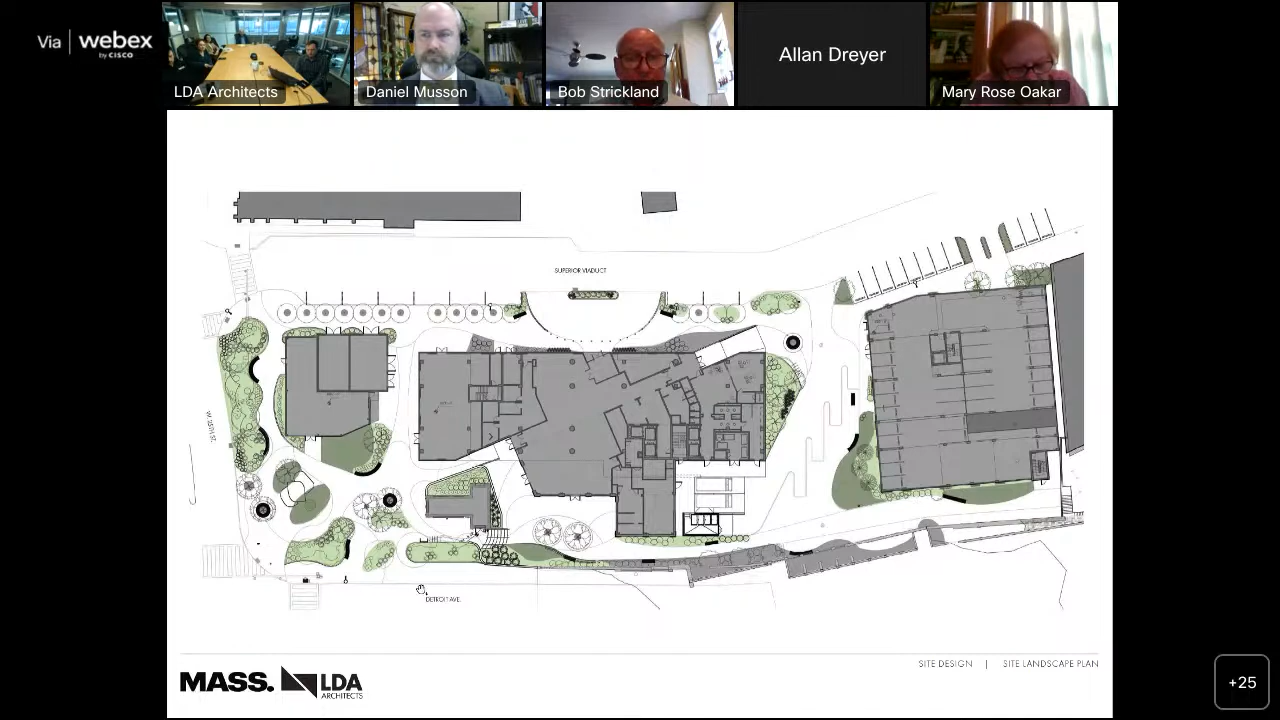 Via | webex
by CISCO
LDA Architects
Daniel Musson
Bob Strickland
Allan Dreyer
Mary Rose Oakar
SUPERIOR VIADUCT
DETROIT AVE.
SITE DESIGN | SITE LANDSCAPE PLAN
MASS. LDA
ARCHITECTS
+25